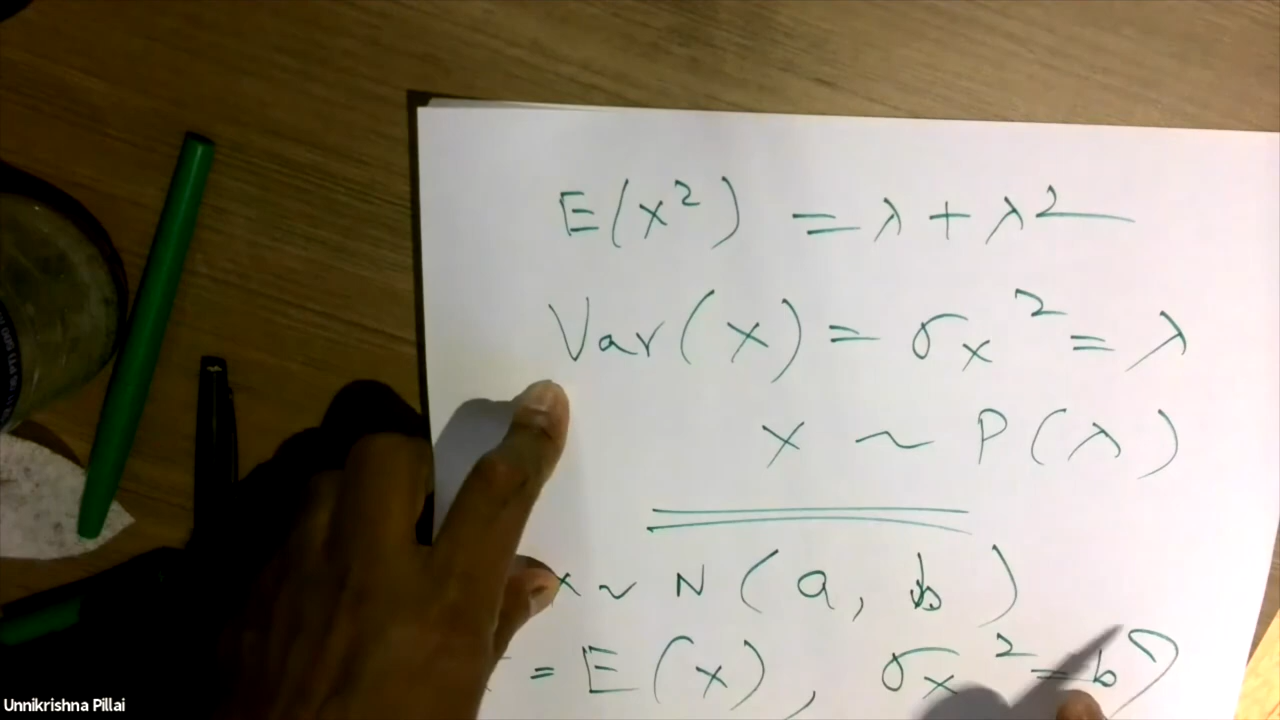 E(x²) = λ + λ²
Var(x) = σx² = λ
x ~ P(λ)
x ~ N(a, b)
= E(x), σx² = b
Unnikrishna Pillai